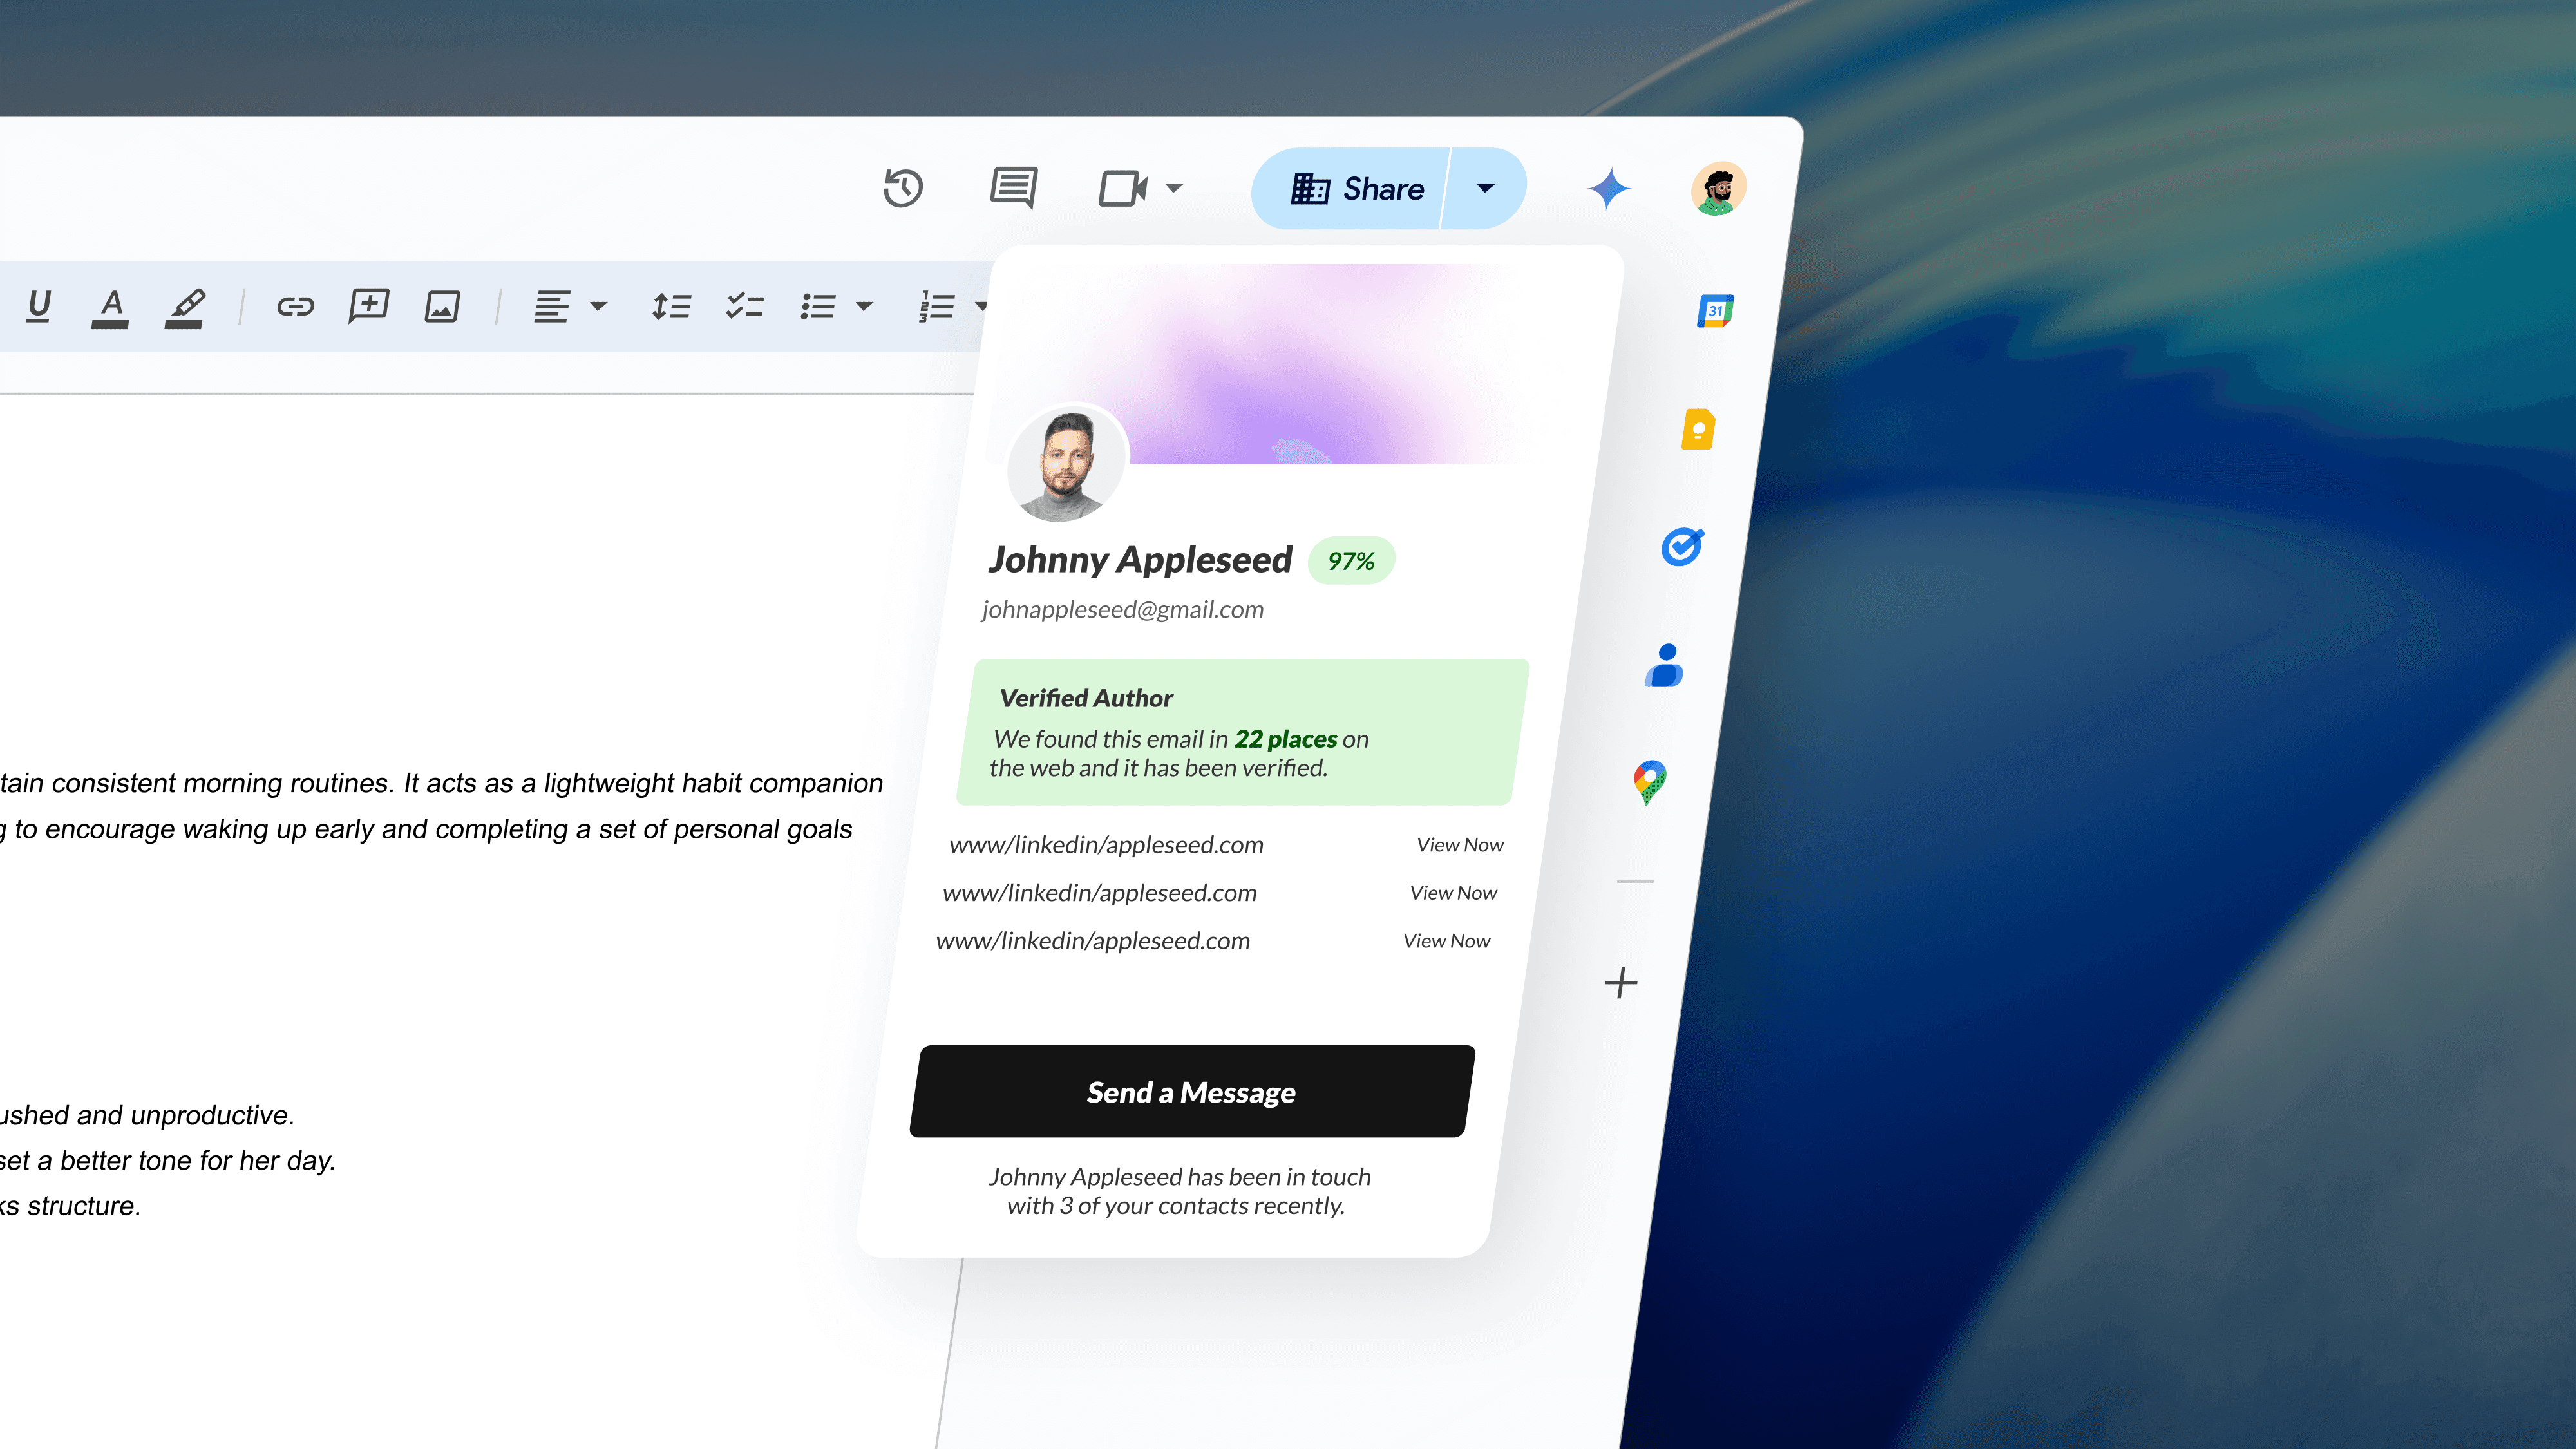 Share
U
A
31
Johnny Appleseed 97%
johnappleseed@gmail.com
Verified Author
We found this email in 22 places on
the web and it has been verified.
www/linkedin/appleseed.com View Now
www/linkedin/appleseed.com View Now
www/linkedin/appleseed.com View Now
Send a Message
Johnny Appleseed has been in touch
with 3 of your contacts recently.
tain consistent morning routines. It acts as a lightweight habit companion
g to encourage waking up early and completing a set of personal goals
ushed and unproductive.
set a better tone for her day.
ks structure.